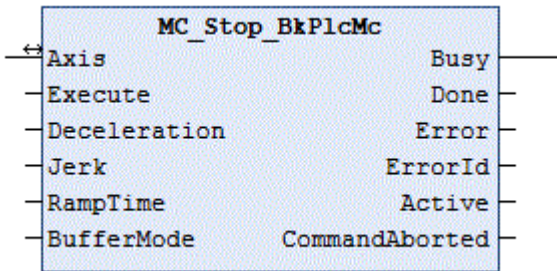 MC_Stop_BkPlcMc
Axis Busy
Execute Done
Deceleration Error
Jerk ErrorId
RampTime Active
BufferMode CommandAborted